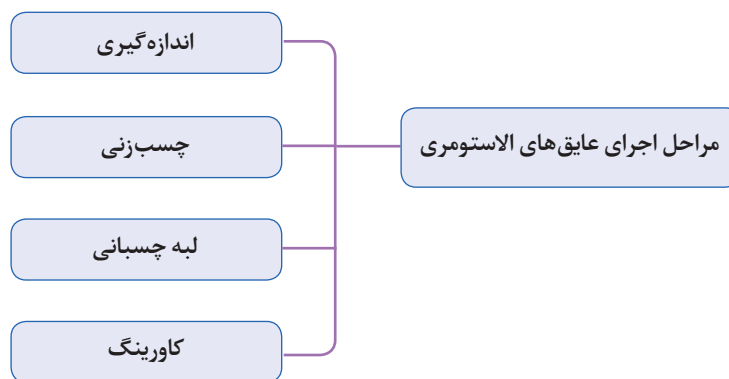 مراحل اجرای عایق‌های الاستومری
اندازه‌گیری
چسب‌زنی
لبه چسبانی
کاورینگ